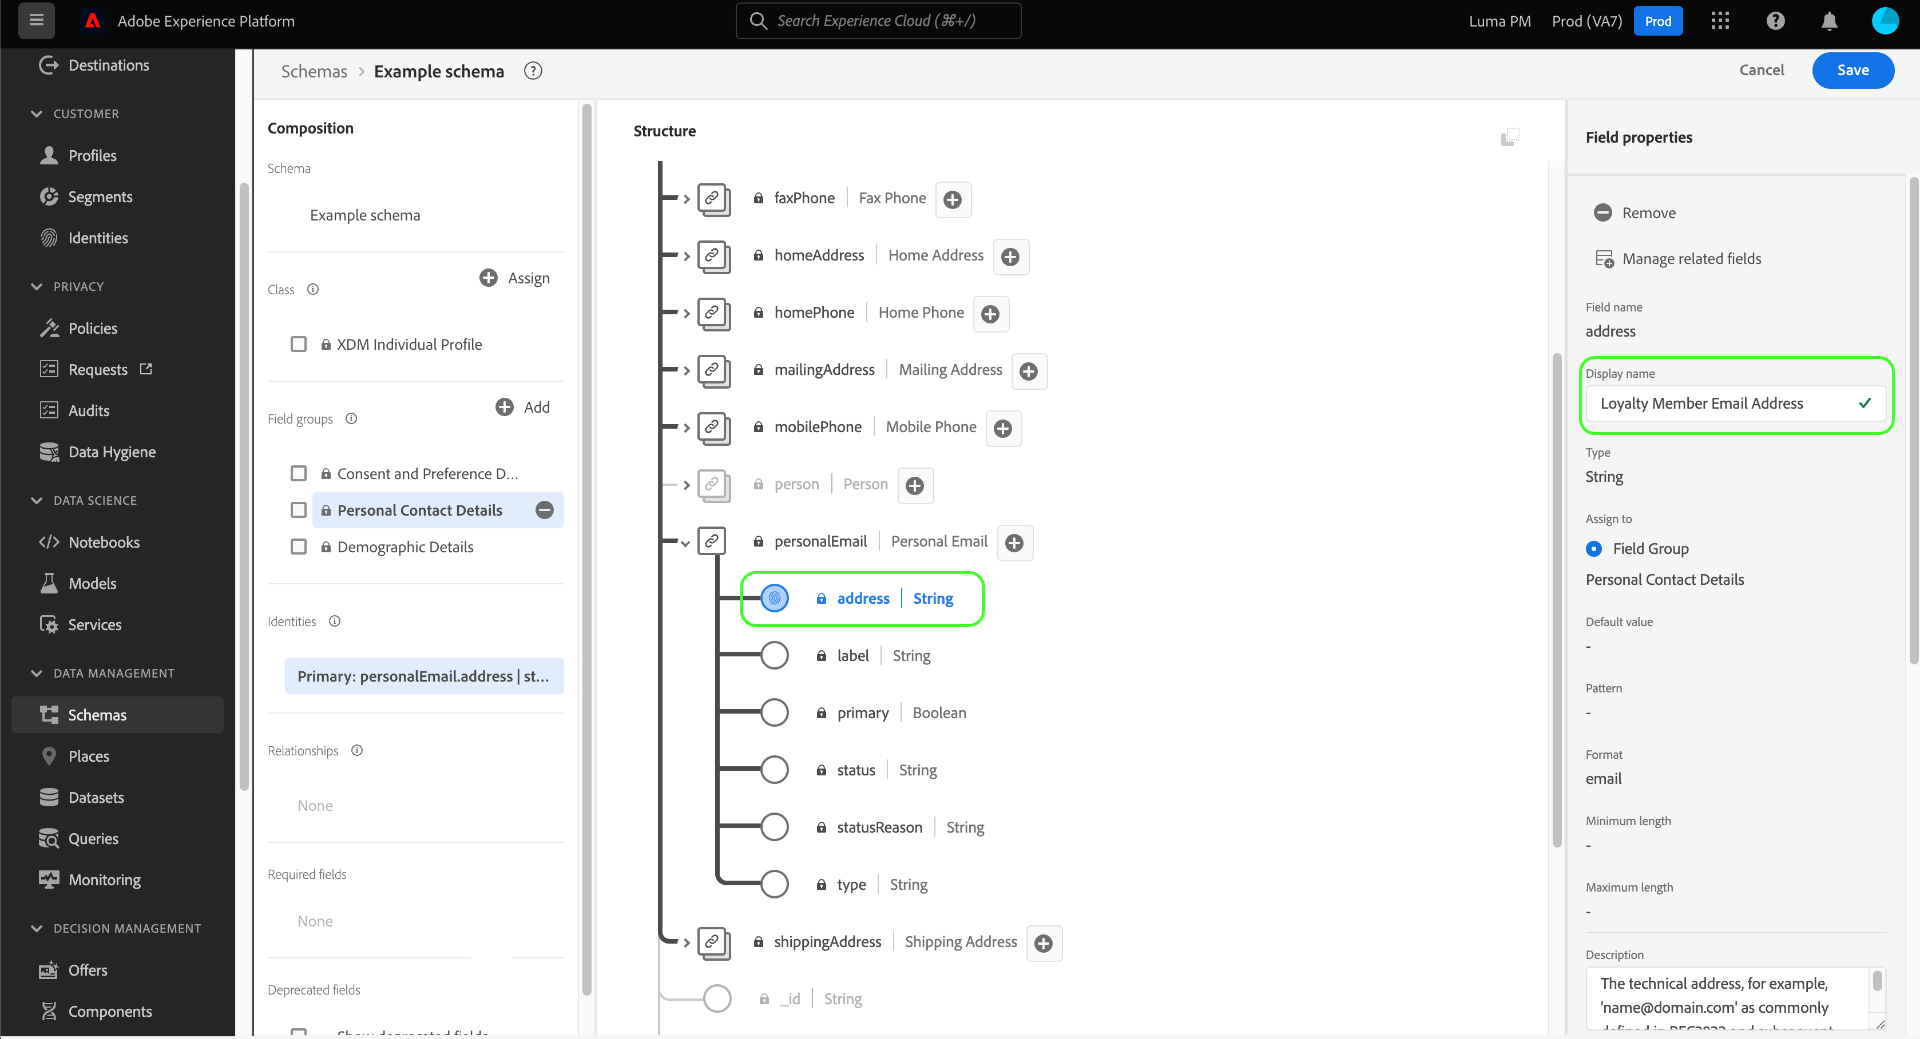 Adobe Experience Platform
Search Experience Cloud (⌘+/)
Luma PM
Prod (VA7)
Prod
Destinations
CUSTOMER
Profiles
Segments
Identities
PRIVACY
Policies
Requests
Audits
Data Hygiene
DATA SCIENCE
Notebooks
Models
Services
DATA MANAGEMENT
Schemas
Places
Datasets
Queries
Monitoring
DECISION MANAGEMENT
Offers
Components
Schemas > Example schema
Cancel
Save
Composition
Schema
Example schema
Class
Assign
XDM Individual Profile
Field groups
Add
Consent and Preference D...
Personal Contact Details
Demographic Details
Identities
Primary: personalEmail.address | st...
Relationships
None
Required fields
None
Deprecated fields
Show deprecated fields
Structure
faxPhone | Fax Phone
homeAddress | Home Address
homePhone | Home Phone
mailingAddress | Mailing Address
mobilePhone | Mobile Phone
person | Person
personalEmail | Personal Email
address | String
label | String
primary | Boolean
status | String
statusReason | String
type | String
shippingAddress | Shipping Address
_id | String
Field properties
Remove
Manage related fields
Field name
address
Display name
Loyalty Member Email Address
Type
String
Assign to
Field Group
Personal Contact Details
Default value
-
Pattern
-
Format
email
Minimum length
-
Maximum length
-
Description
The technical address, for example,
'name@domain.com' as commonly
defined in RFC2822 and subsequent